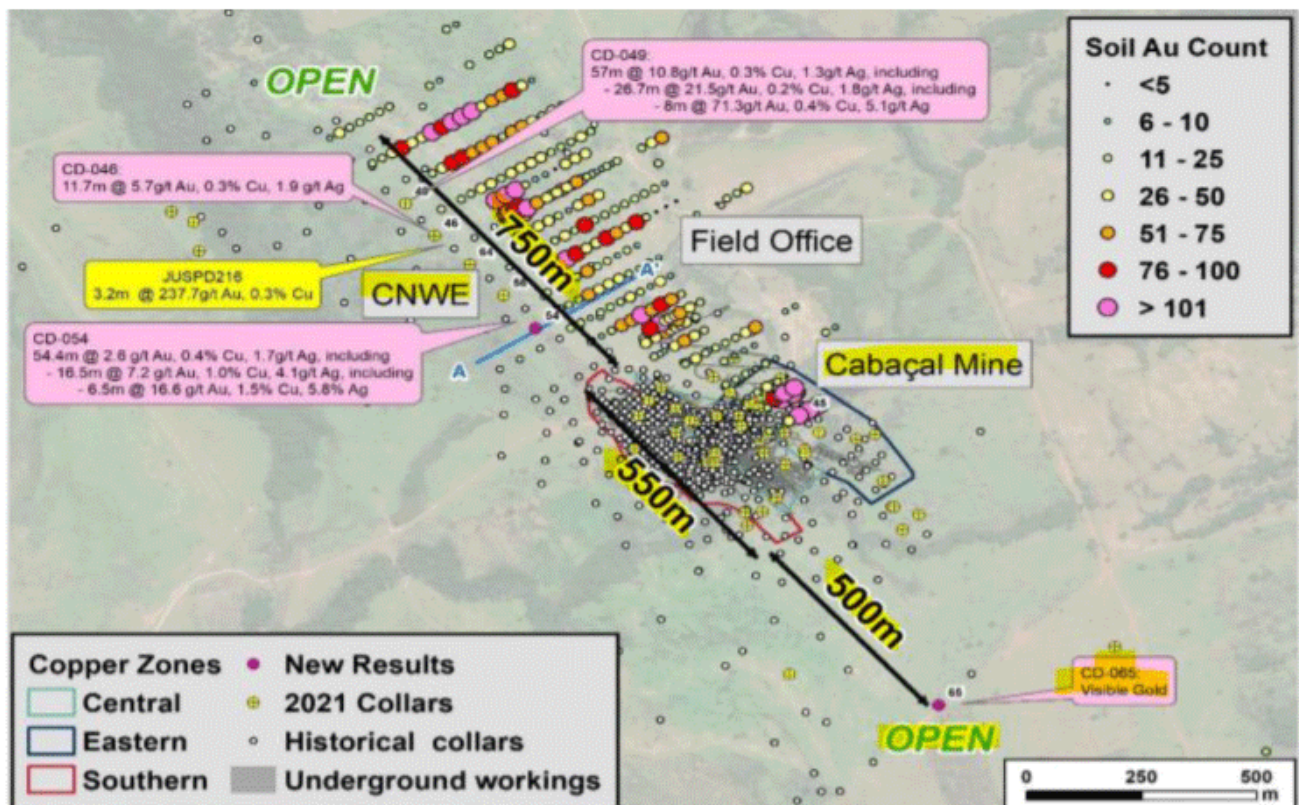 OPEN
CD-049:
57m @ 10.8g/t Au, 0.3% Cu, 1.3g/t Ag, including
- 26.7m @ 21.5g/t Au, 0.2% Cu, 1.8g/t Ag, including
- 8m @ 71.3g/t Au, 0.4% Cu, 5.1g/t Ag
Soil Au Count
<5
6 - 10
11 - 25
26 - 50
51 - 75
76 - 100
> 101
CD-046:
11.7m @ 5.7g/t Au, 0.3% Cu, 1.9 g/t Ag
49
46
64
750m
Field Office
JUSPD216
3.2m @ 237.7g/t Au, 0.3% Cu
CNWE
54
A'
CD-054
54.4m @ 2.6 g/t Au, 0.4% Cu, 1.7g/t Ag, including
- 16.5m @ 7.2 g/t Au, 1.0% Cu, 4.1g/t Ag, including
- 6.5m @ 16.6 g/t Au, 1.5% Cu, 5.8% Ag
A
Cabaçal Mine
48
550m
500m
CD-065:
Visible Gold
65
OPEN
Copper Zones
Central
Eastern
Southern
New Results
2021 Collars
Historical collars
Underground workings
0 250 500
m